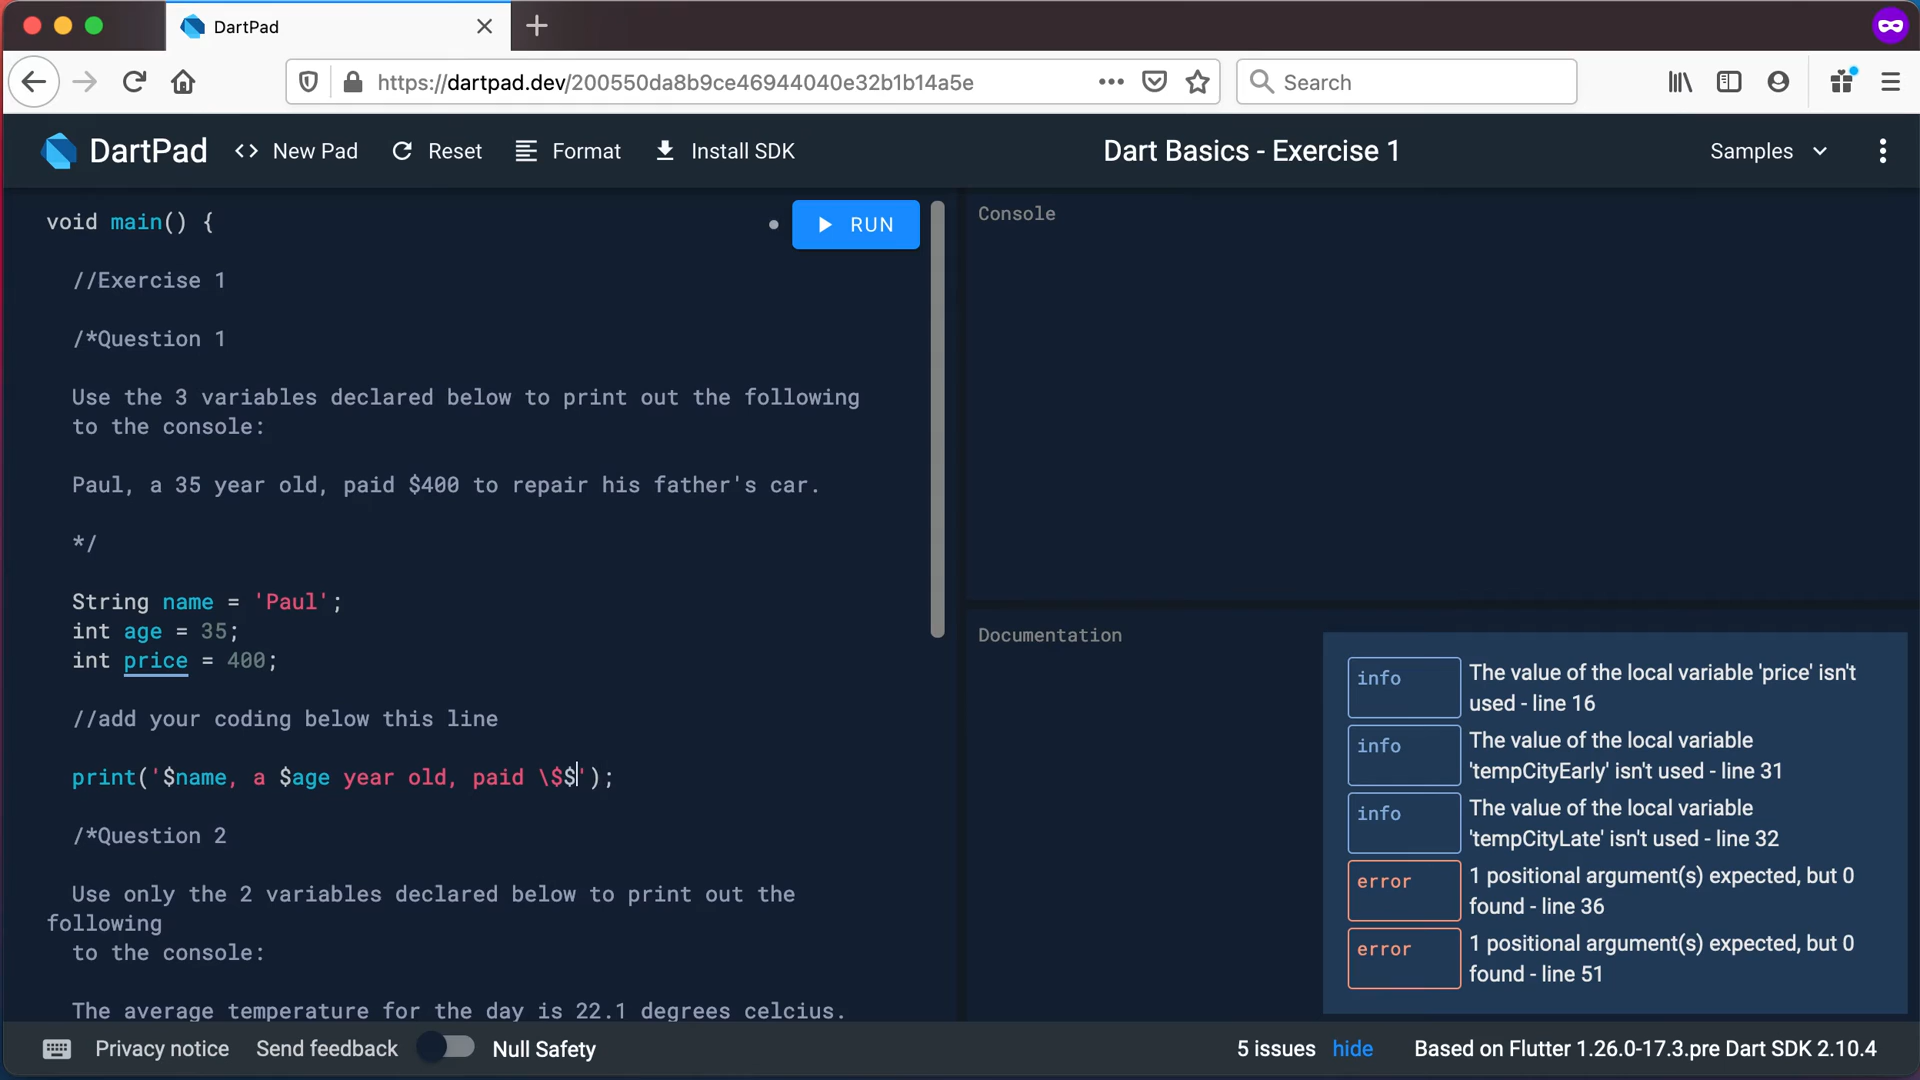 DartPad
https://dartpad.dev/200550da8b9ce46944040e32b1b14a5e
Search
DartPad
<> New Pad
Reset
Format
Install SDK
Dart Basics - Exercise 1
Samples
void main() {
RUN
//Exercise 1
/*Question 1
Use the 3 variables declared below to print out the following
to the console:
Paul, a 35 year old, paid $400 to repair his father's car.
*/
String name = 'Paul';
int age = 35;
int price = 400;
//add your coding below this line
print('$name, a $age year old, paid \$$');
/*Question 2
Use only the 2 variables declared below to print out the
following
to the console:
The average temperature for the day is 22.1 degrees celcius.
Console
Documentation
info
The value of the local variable 'price' isn't
used - line 16
info
The value of the local variable
'tempCityEarly' isn't used - line 31
info
The value of the local variable
'tempCityLate' isn't used - line 32
error
1 positional argument(s) expected, but 0
found - line 36
error
1 positional argument(s) expected, but 0
found - line 51
Privacy notice
Send feedback
Null Safety
5 issues
hide
Based on Flutter 1.26.0-17.3.pre Dart SDK 2.10.4